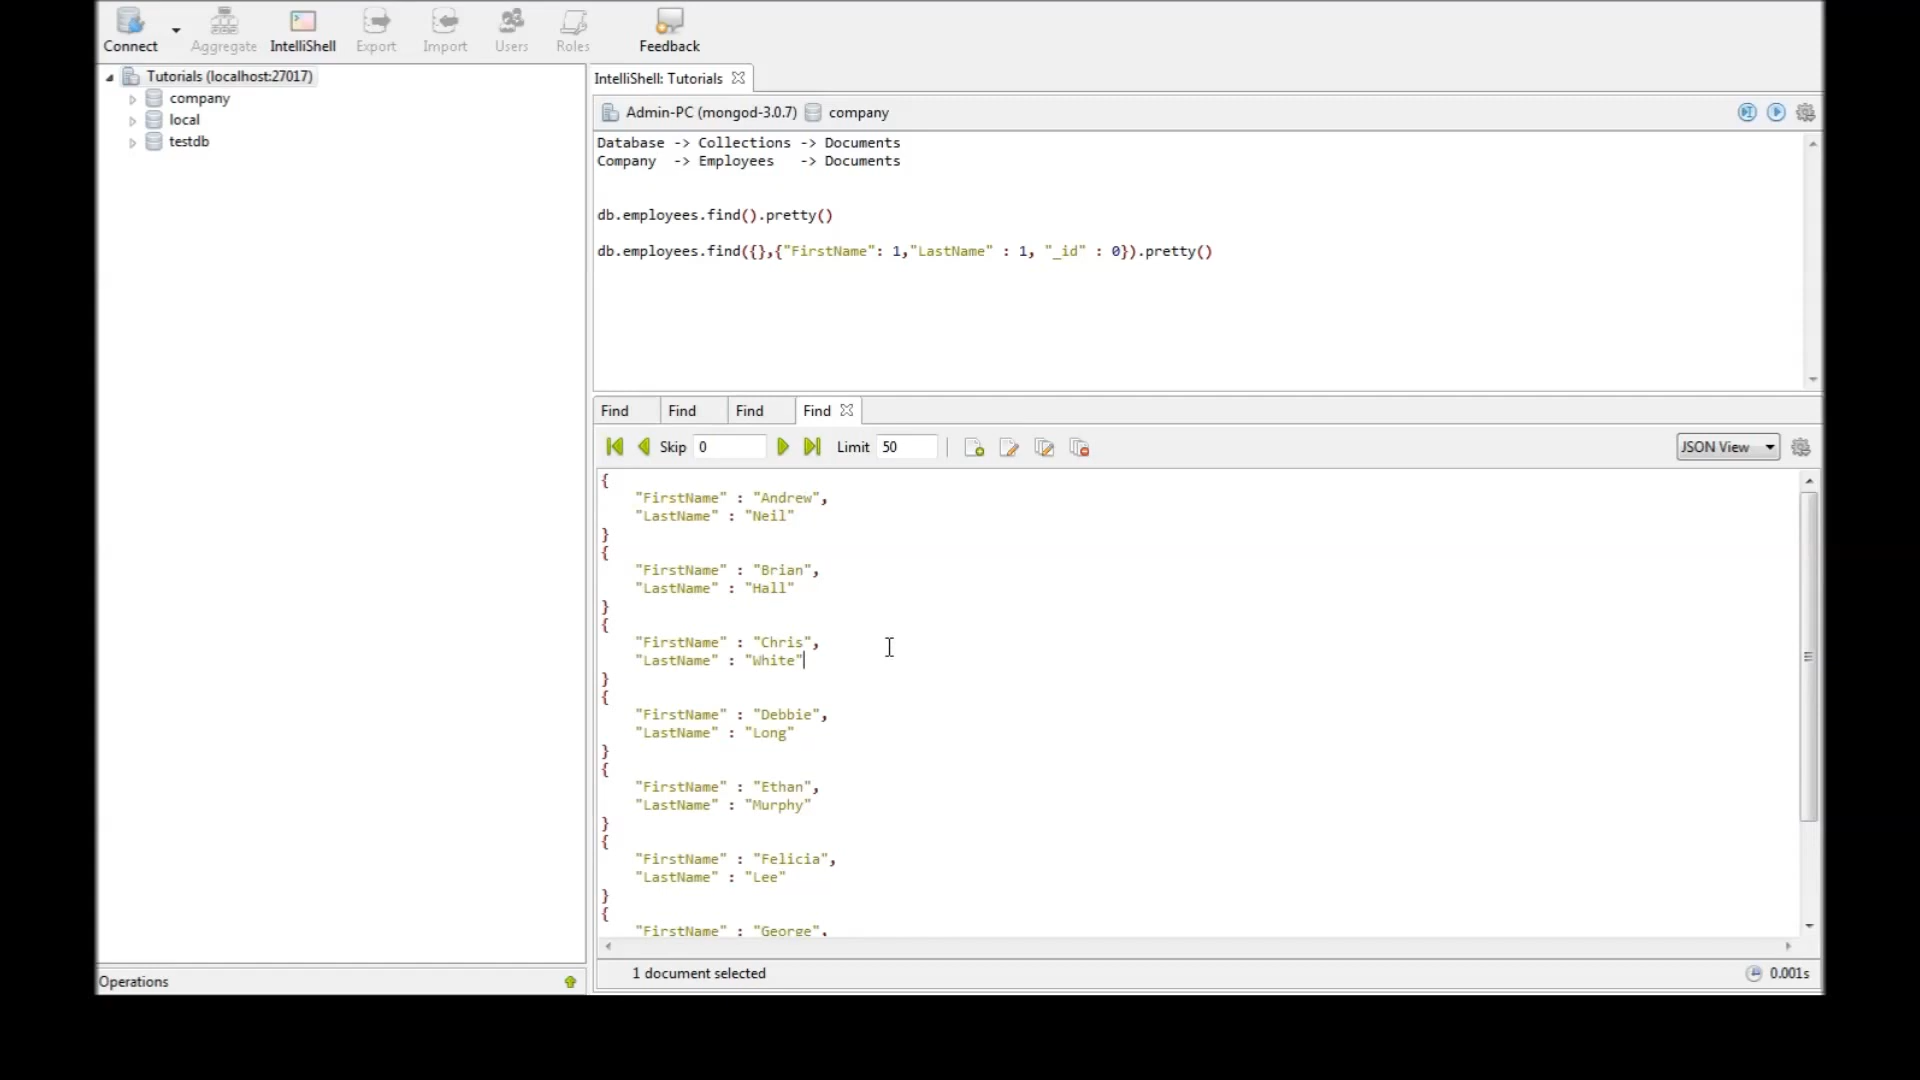 Connect
Aggregate
IntelliShell
Export
Import
Users
Roles
Feedback
Tutorials (localhost:27017)
company
local
testdb
IntelliShell: Tutorials
Admin-PC (mongod-3.0.7) company
Database -> Collections -> Documents
Company  -> Employees   -> Documents
db.employees.find().pretty()
db.employees.find({},{"FirstName": 1,"LastName" : 1, "_id" : 0}).pretty()
Find Find Find Find
Skip 0 Limit 50 JSON View
{
"FirstName" : "Andrew",
"LastName" : "Neil"
}
{
"FirstName" : "Brian",
"LastName" : "Hall"
}
{
"FirstName" : "Chris",
"LastName" : "White"
}
{
"FirstName" : "Debbie",
"LastName" : "Long"
}
{
"FirstName" : "Ethan",
"LastName" : "Murphy"
}
{
"FirstName" : "Felicia",
"LastName" : "Lee"
}
{
"FirstName" : "George",
1 document selected 0.001s
Operations